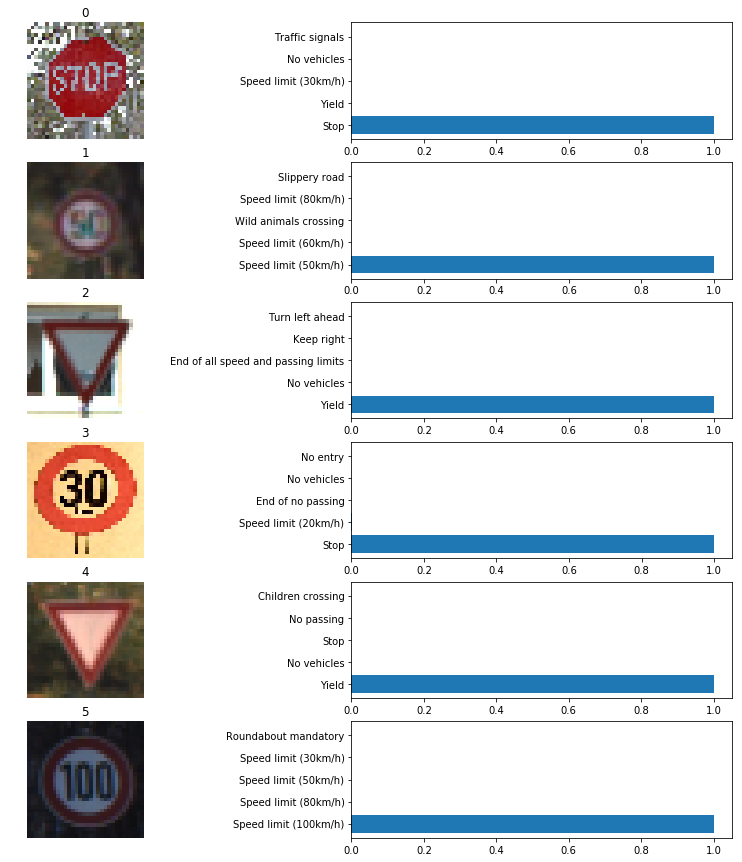 0
STOP
Traffic signals
No vehicles
Speed limit (30km/h)
Yield
Stop
0.0 0.2 0.4 0.6 0.8 1.0
1
Slippery road
Speed limit (80km/h)
Wild animals crossing
Speed limit (60km/h)
Speed limit (50km/h)
0.0 0.2 0.4 0.6 0.8 1.0
2
Turn left ahead
Keep right
End of all speed and passing limits
No vehicles
Yield
0.0 0.2 0.4 0.6 0.8 1.0
3
30
No entry
No vehicles
End of no passing
Speed limit (20km/h)
Stop
0.0 0.2 0.4 0.6 0.8 1.0
4
Children crossing
No passing
Stop
No vehicles
Yield
0.0 0.2 0.4 0.6 0.8 1.0
5
100
Roundabout mandatory
Speed limit (30km/h)
Speed limit (50km/h)
Speed limit (80km/h)
Speed limit (100km/h)
0.0 0.2 0.4 0.6 0.8 1.0